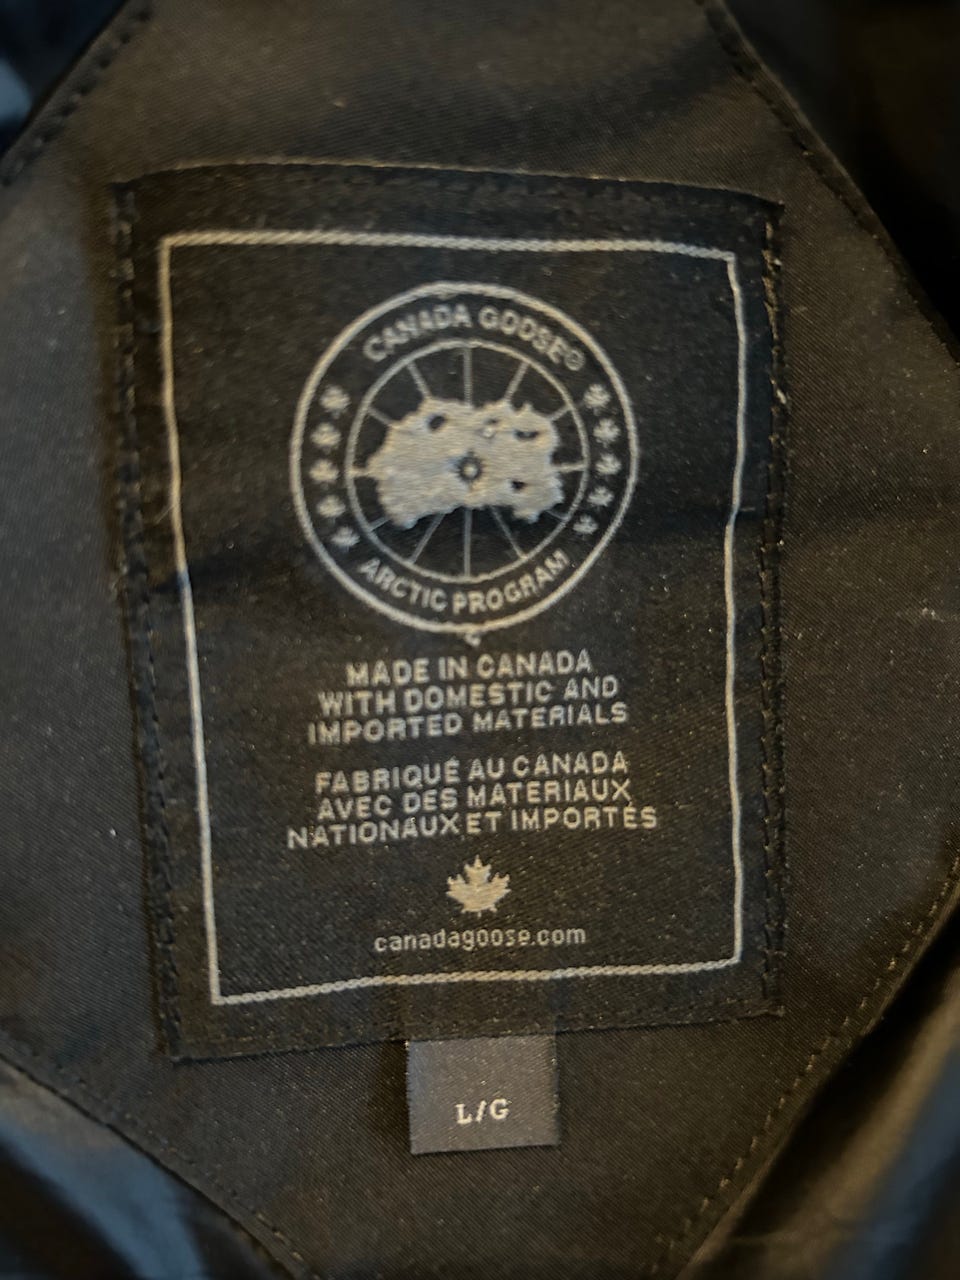 CANADA GOOSE®
ARCTIC PROGRAM
MADE IN CANADA
WITH DOMESTIC AND
IMPORTED MATERIALS
FABRIQUÉ AU CANADA
AVEC DES MATERIAUX
NATIONAUX ET IMPORTÉS
canadagoose.com
L/G